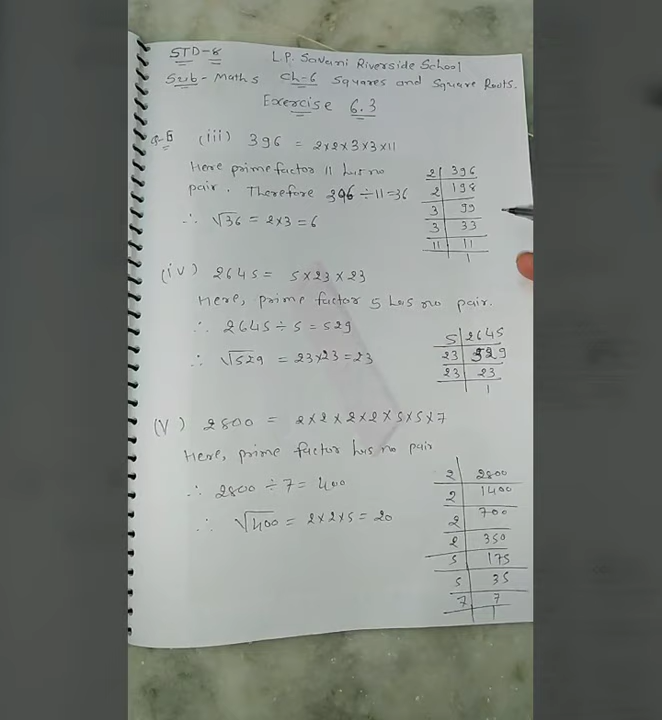 STD-8 L.P. Savani Riverside School
Sub - Maths Ch-6 Squares and Square Roots.
Exercise 6.3
Q-6 (iii) 396 = 2×2×3×3×11
Here prime factor 11 has no
pair. Therefore 396 ÷ 11 = 36
∴ √36 = 2×3 = 6
2 | 396
2 | 198
3 | 99
3 | 33
11 | 11
1
(iv) 2645 = 5×23×23
Here, prime factor 5 has no pair.
∴ 2645 ÷ 5 = 529
∴ √529 = 23×23 = 23
5 | 2645
23 | 529
23 | 23
1
(V) 2800 = 2×2×2×2×5×5×7
Here, prime factor has no pair
∴ 2800 ÷ 7 = 400
∴ √400 = 2×2×5 = 20
2 | 2800
2 | 1400
2 | 700
2 | 350
5 | 175
5 | 35
7 | 7
1